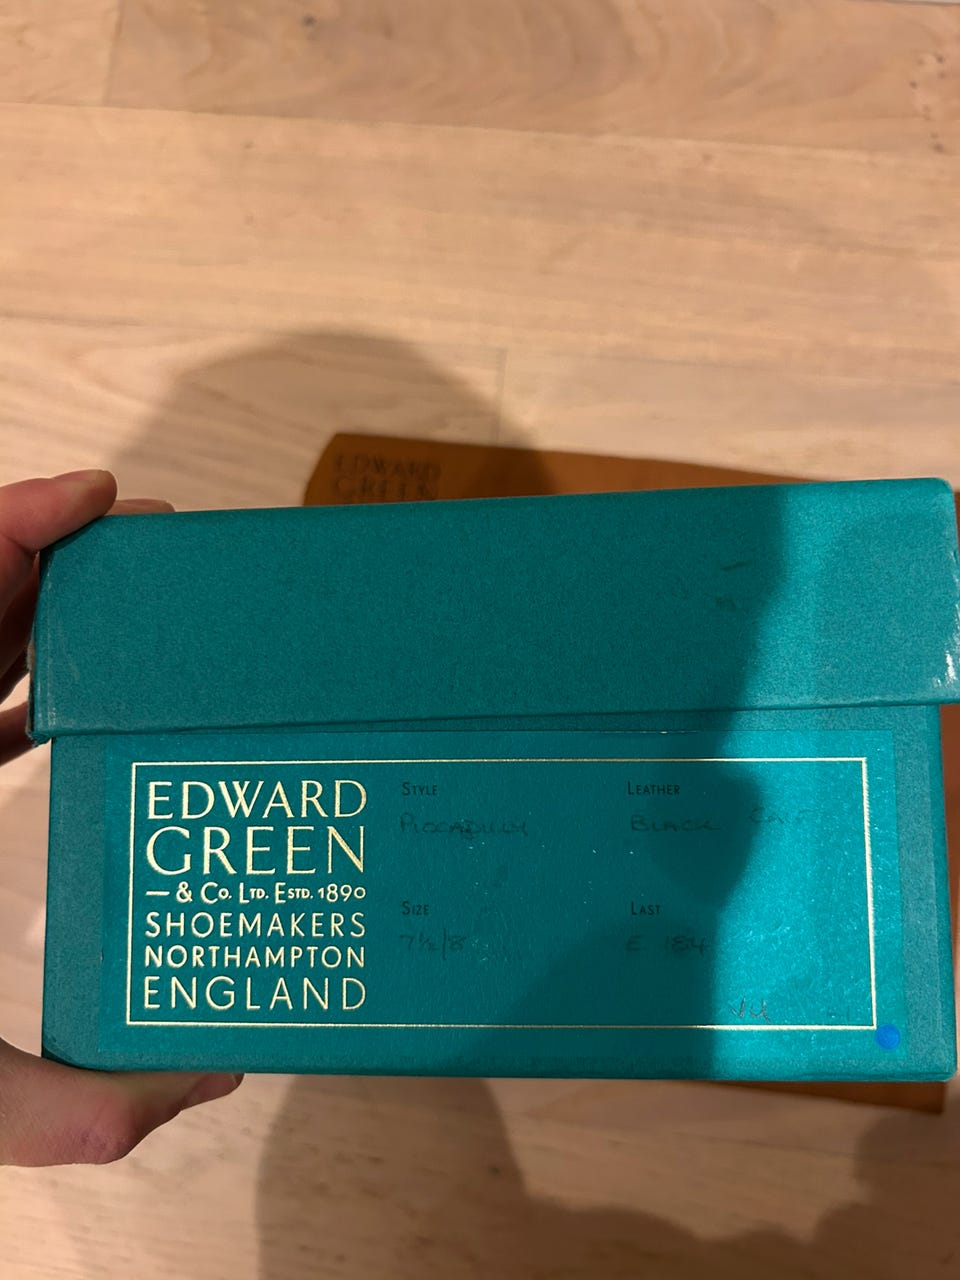 EDWARD
GREEN
EDWARD
GREEN
— & Co. LTD. ESTD. 1890
SHOEMAKERS
NORTHAMPTON
ENGLAND
STYLE
PICCADILLY
LEATHER
BLACK CALF
SIZE
7½/8
LAST
E 184